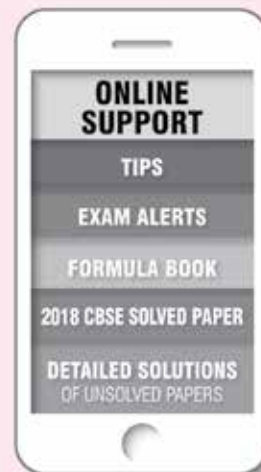 ONLINE
SUPPORT
TIPS
EXAM ALERTS
FORMULA BOOK
2018 CBSE SOLVED PAPER
DETAILED SOLUTIONS
OF UNSOLVED PAPERS